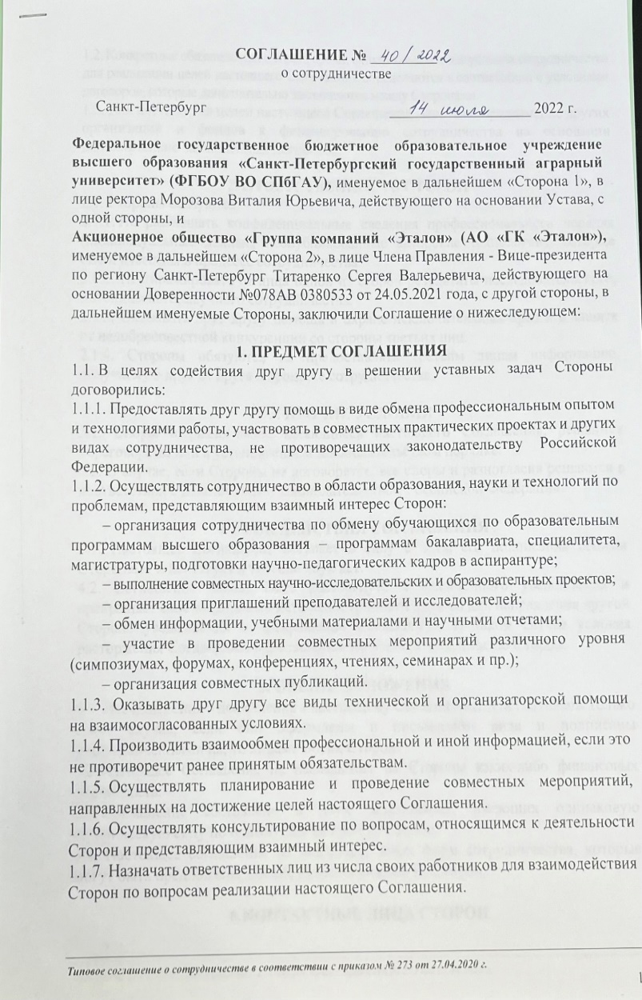 СОГЛАШЕНИЕ № 40/2022
о сотрудничестве
Санкт-Петербург 14 июля 2022 г.
Федеральное государственное бюджетное образовательное учреждение
высшего образования «Санкт-Петербургский государственный аграрный
университет» (ФГБОУ ВО СПбГАУ), именуемое в дальнейшем «Сторона 1», в
лице ректора Морозова Виталия Юрьевича, действующего на основании Устава, с
одной стороны, и
Акционерное общество «Группа компаний «Эталон» (АО «ГК «Эталон»),
именуемое в дальнейшем «Сторона 2», в лице Члена Правления - Вице-президента
по региону Санкт-Петербург Титаренко Сергея Валерьевича, действующего на
основании Доверенности №078АВ 0380533 от 24.05.2021 года, с другой стороны, в
дальнейшем именуемые Стороны, заключили Соглашение о нижеследующем:
1. ПРЕДМЕТ СОГЛАШЕНИЯ
1.1. В целях содействия друг другу в решении уставных задач Стороны
договорились:
1.1.1. Предоставлять друг другу помощь в виде обмена профессиональным опытом
и технологиями работы, участвовать в совместных практических проектах и других
видах сотрудничества, не противоречащих законодательству Российской
Федерации.
1.1.2. Осуществлять сотрудничество в области образования, науки и технологий по
проблемам, представляющим взаимный интерес Сторон:
– организация сотрудничества по обмену обучающихся по образовательным
программам высшего образования – программам бакалавриата, специалитета,
магистратуры, подготовки научно-педагогических кадров в аспирантуре;
– выполнение совместных научно-исследовательских и образовательных проектов;
– организация приглашений преподавателей и исследователей;
– обмен информации, учебными материалами и научными отчетами;
– участие в проведении совместных мероприятий различного уровня
(симпозиумах, форумах, конференциях, чтениях, семинарах и пр.);
– организация совместных публикаций.
1.1.3. Оказывать друг другу все виды технической и организаторской помощи
на взаимосогласованных условиях.
1.1.4. Производить взаимообмен профессиональной и иной информацией, если это
не противоречит ранее принятым обязательствам.
1.1.5. Осуществлять планирование и проведение совместных мероприятий,
направленных на достижение целей настоящего Соглашения.
1.1.6. Осуществлять консультирование по вопросам, относящимся к деятельности
Сторон и представляющим взаимный интерес.
1.1.7. Назначать ответственных лиц из числа своих работников для взаимодействия
Сторон по вопросам реализации настоящего Соглашения.
Типовое соглашение о сотрудничестве в соответствии с приказом № 273 от 27.04.2020 г.